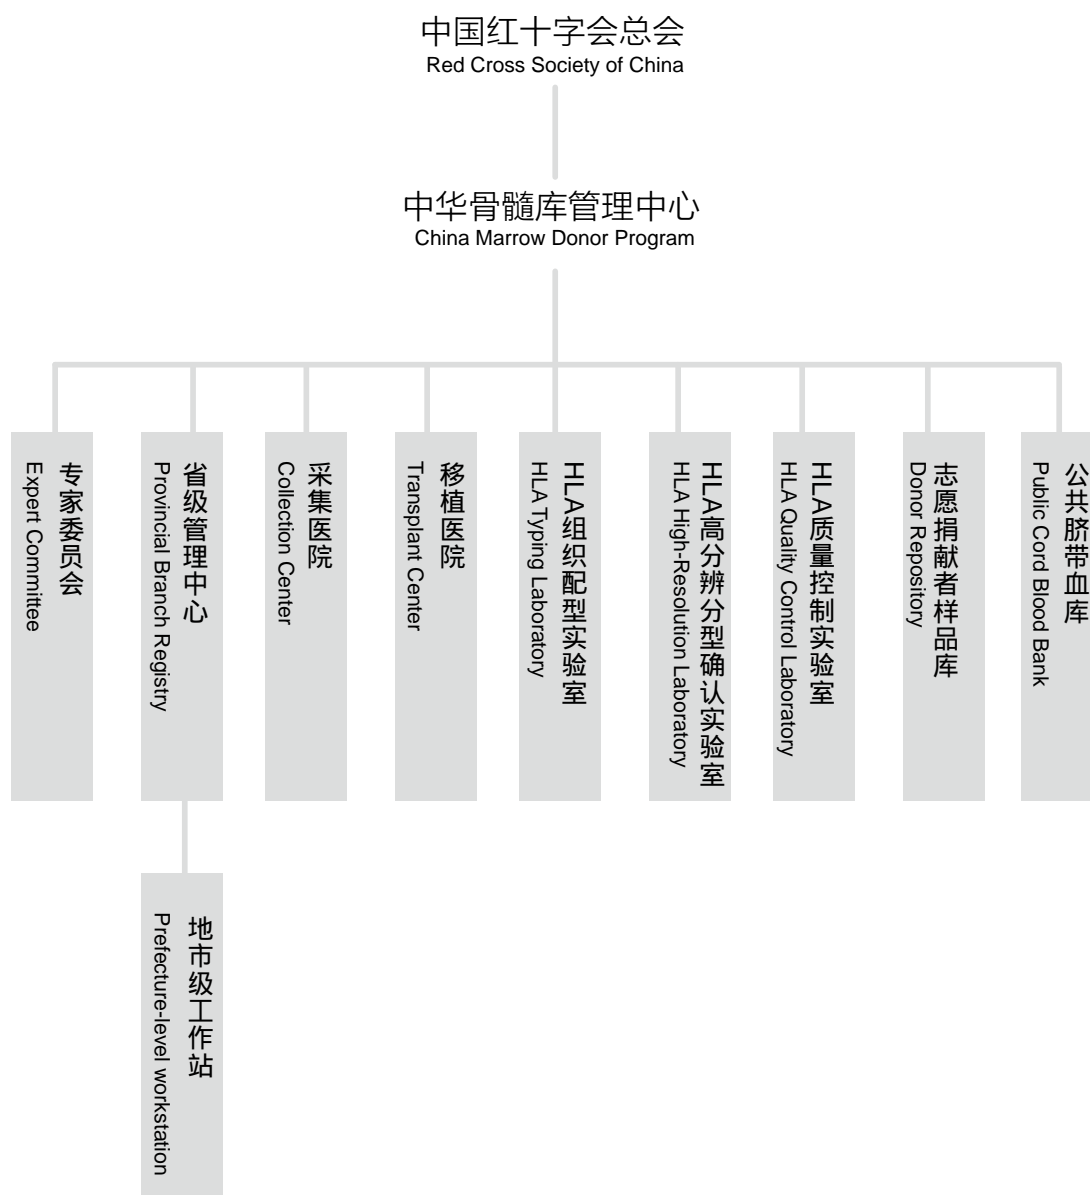 中国红十字会总会
Red Cross Society of China
中华骨髓库管理中心
China Marrow Donor Program
专家委员会
Expert Committee
省级管理中心
Provincial Branch Registry
采集医院
Collection Center
移植医院
Transplant Center
HLA组织配型实验室
HLA Typing Laboratory
HLA高分辨分型确认实验室
HLA High-Resolution Laboratory
HLA质量控制实验室
HLA Quality Control Laboratory
志愿捐献者样品库
Donor Repository
公共脐带血库
Public Cord Blood Bank
地市级工作站
Prefecture-level workstation